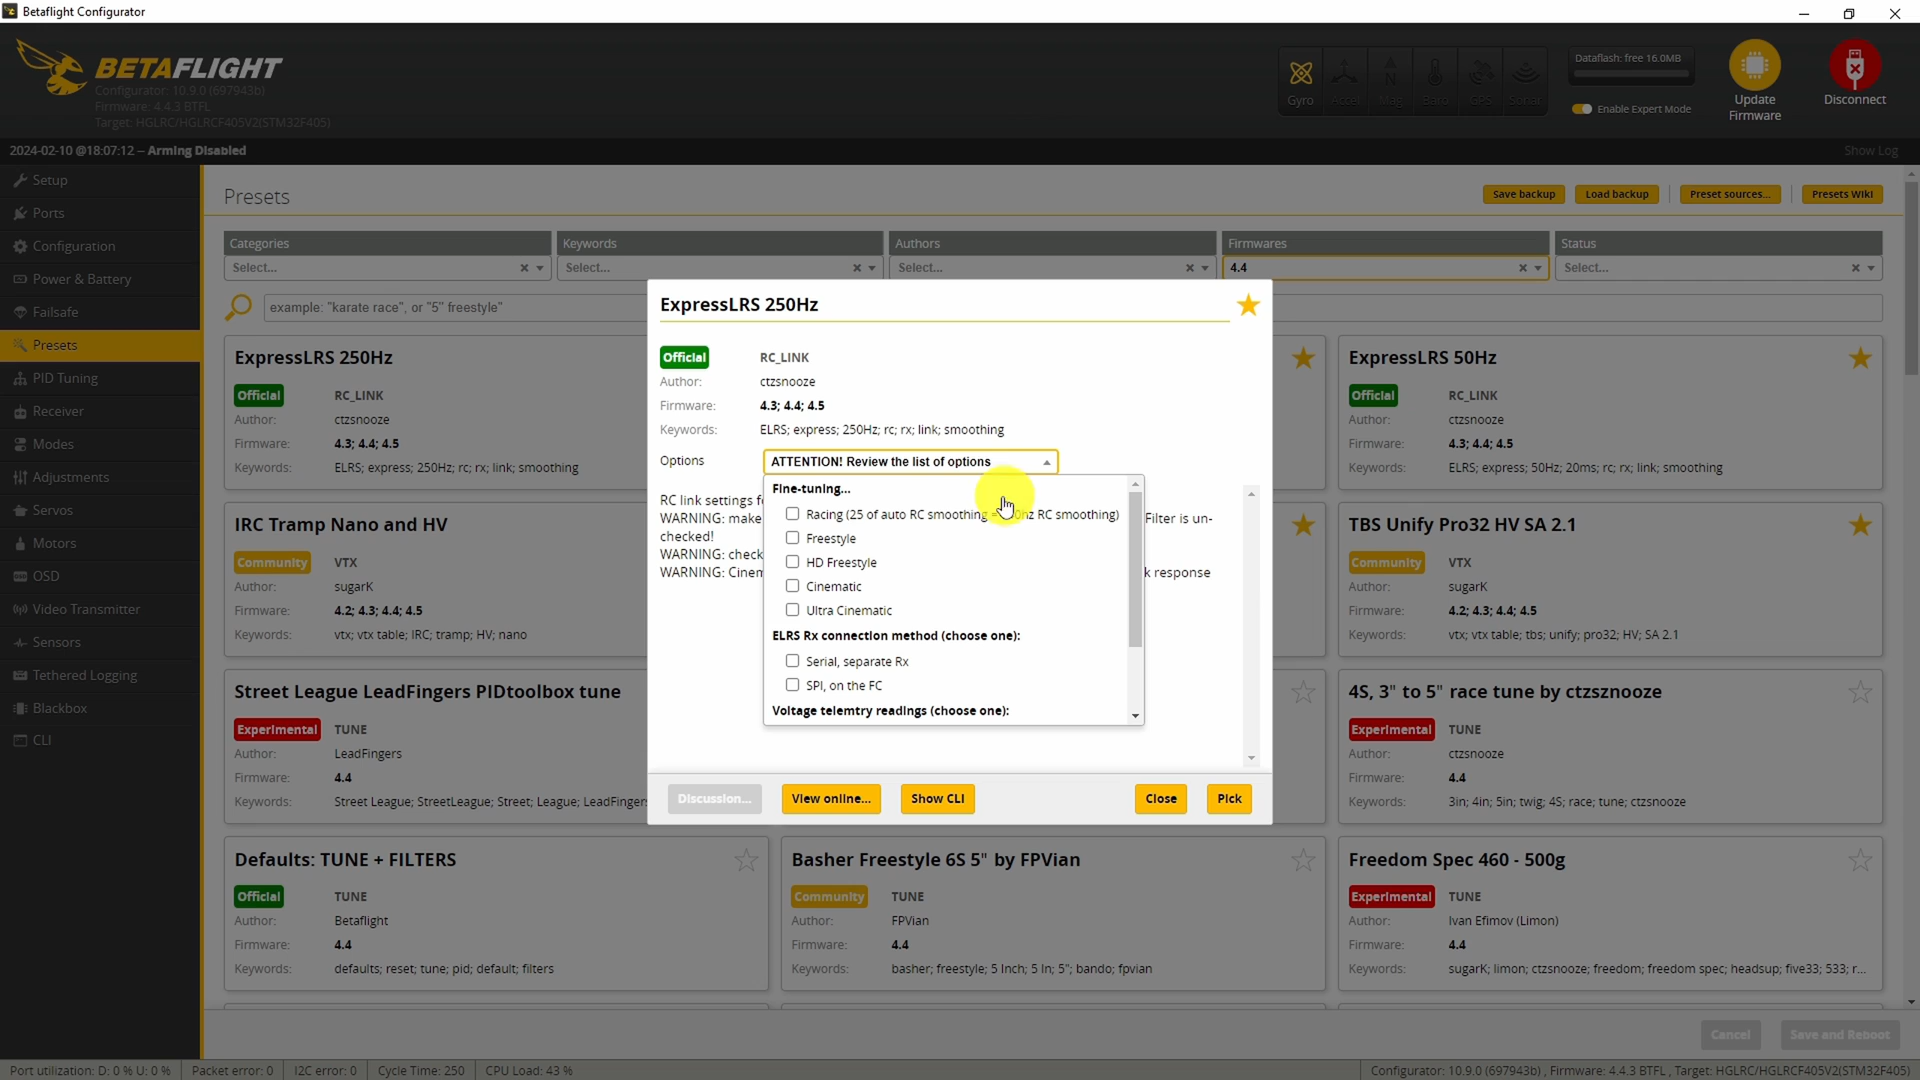 Betaflight Configurator
BETAFLIGHT
Configurator: 10.9.0 (697943b)
Firmware: 4.4.3 BTFL
Target: HGLRC/HGLRCF405V2(STM32F405)
Gyro
Accel
Mag
Baro
GPS
Sonar
Dataflash: free 16.0MB
Enable Expert Mode
Update
Firmware
Disconnect
2024-02-10 @18:07:12 -- Arming Disabled
Show Log
Setup
Ports
Configuration
Power & Battery
Failsafe
Presets
PID Tuning
Receiver
Modes
Adjustments
Servos
Motors
OSD
Video Transmitter
Sensors
Tethered Logging
Blackbox
CLI
Presets
Save backup
Load backup
Preset sources...
Presets Wiki
Categories
Keywords
Authors
Firmwares
Status
Select...
Select...
Select...
4.4
Select...
example: "karate race", or "5'' freestyle"
ExpressLRS 250Hz
Official RC_LINK
Author: ctzsnooze
Firmware: 4.3; 4.4; 4.5
Keywords: ELRS; express; 250Hz; rc; rx; link; smoothing
ExpressLRS 50Hz
Official RC_LINK
Author: ctzsnooze
Firmware: 4.3; 4.4; 4.5
Keywords: ELRS; express; 50Hz; 20ms; rc; rx; link; smoothing
IRC Tramp Nano and HV
Community VTX
Author: sugarK
Firmware: 4.2; 4.3; 4.4; 4.5
Keywords: vtx; vtx table; IRC; tramp; HV; nano
TBS Unify Pro32 HV SA 2.1
Community VTX
Author: sugarK
Firmware: 4.2; 4.3; 4.4; 4.5
Keywords: vtx; vtx table; tbs; unify; pro32; HV; SA 2.1
Street League LeadFingers PIDtoolbox tune
Experimental TUNE
Author: LeadFingers
Firmware: 4.4
Keywords: Street League; StreetLeague; Street; League; LeadFinger
4S, 3" to 5" race tune by ctzsznooze
Experimental TUNE
Author: ctzsnooze
Firmware: 4.4
Keywords: 3in; 4in; 5in; twig; 4S; race; tune; ctzsnooze
Defaults: TUNE + FILTERS
Official TUNE
Author: Betaflight
Firmware: 4.4
Keywords: defaults; reset; tune; pid; default; filters
Basher Freestyle 6S 5" by FPVian
Community TUNE
Author: FPVian
Firmware: 4.4
Keywords: basher; freestyle; 5 Inch; 5 In; 5"; bando; fpvian
Freedom Spec 460 - 500g
Experimental TUNE
Author: Ivan Efimov (Limon)
Firmware: 4.4
Keywords: sugarK; limon; ctzsnooze; freedom; freedom spec; headsup; five33; 533; r...
ExpressLRS 250Hz
Official RC_LINK
Author: ctzsnooze
Firmware: 4.3; 4.4; 4.5
Keywords: ELRS; express; 250Hz; rc; rx; link; smoothing
Options ATTENTION! Review the list of options
Fine-tuning...
Racing (25 of auto RC smoothing RC smoothing)
Freestyle
HD Freestyle
Cinematic
Ultra Cinematic
ELRS Rx connection method (choose one):
Serial, separate Rx
SPI, on the FC
Voltage telemtry readings (choose one):
RC link settings f
WARNING: make Filter is un-
checked!
WARNING: check
WARNING: Cinem k response
Discussion...
View online...
Show CLI
Close
Pick
Cancel
Save and Reboot
Port utilization: D: 0 % U: 0 %
Packet error: 0
I2C error: 0
Cycle Time: 250
CPU Load: 43 %
Configurator: 10.9.0 (697943b) , Firmware: 4.4.3 BTFL , Target: HGLRC/HGLRCF405V2(STM32F405)